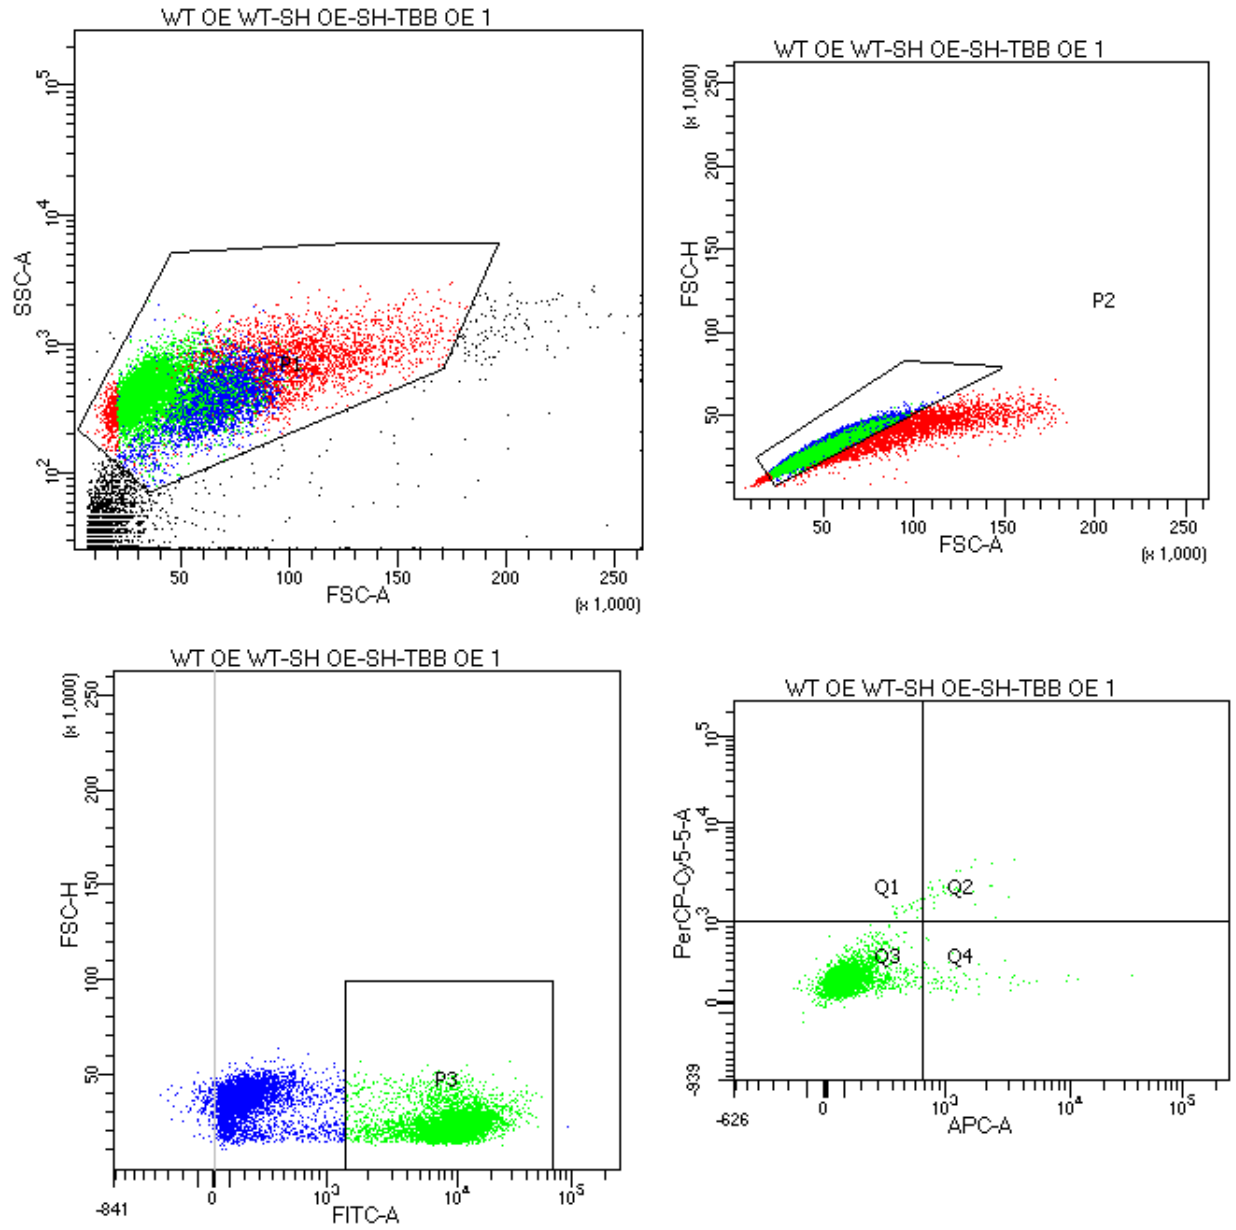 WT OE WT-SH OE-SH-TBB OE 1
SSC-A
10^5
10^4
10^3
10^2
P1
50 100 150 200 250
FSC-A
(x 1,000)
WT OE WT-SH OE-SH-TBB OE 1
(x 1,000)
FSC-H
250
200
150
100
50
P2
50 100 150 200 250
FSC-A
(x 1,000)
WT OE WT-SH OE-SH-TBB OE 1
(x 1,000)
FSC-H
250
200
150
100
50
P3
-841 0 10^3 10^4 10^5
FITC-A
WT OE WT-SH OE-SH-TBB OE 1
PerCP-Cy5-5-A
10^5
10^4
10^3
0
-939
Q1 Q2
Q3 Q4
-626 0 10^3 10^4 10^5
APC-A